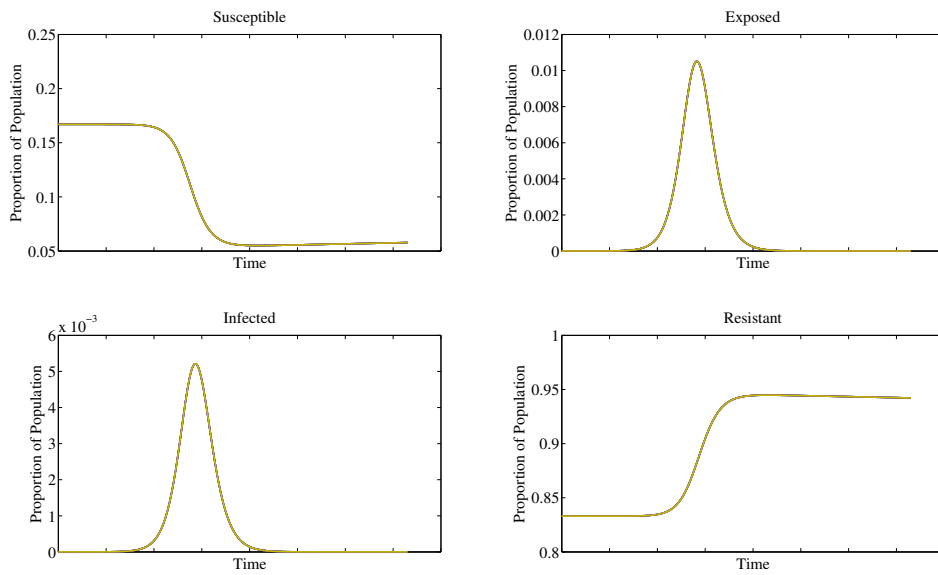 Susceptible
0.25
0.2
0.15
0.1
0.05
Proportion of Population
Time
Exposed
0.012
0.01
0.008
0.006
0.004
0.002
0
Proportion of Population
Time
Infected
x 10⁻³
6
5
4
3
2
1
0
Proportion of Population
Time
Resistant
1
0.95
0.9
0.85
0.8
Proportion of Population
Time